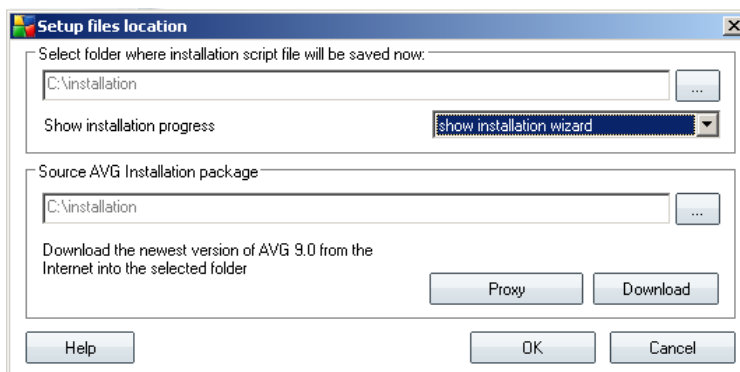 Setup files location
Select folder where installation script file will be saved now:
C:\installation
...
Show installation progress
show installation wizard
Source AVG Installation package
C:\installation
...
Download the newest version of AVG 9.0 from the
Internet into the selected folder
Proxy
Download
Help
OK
Cancel